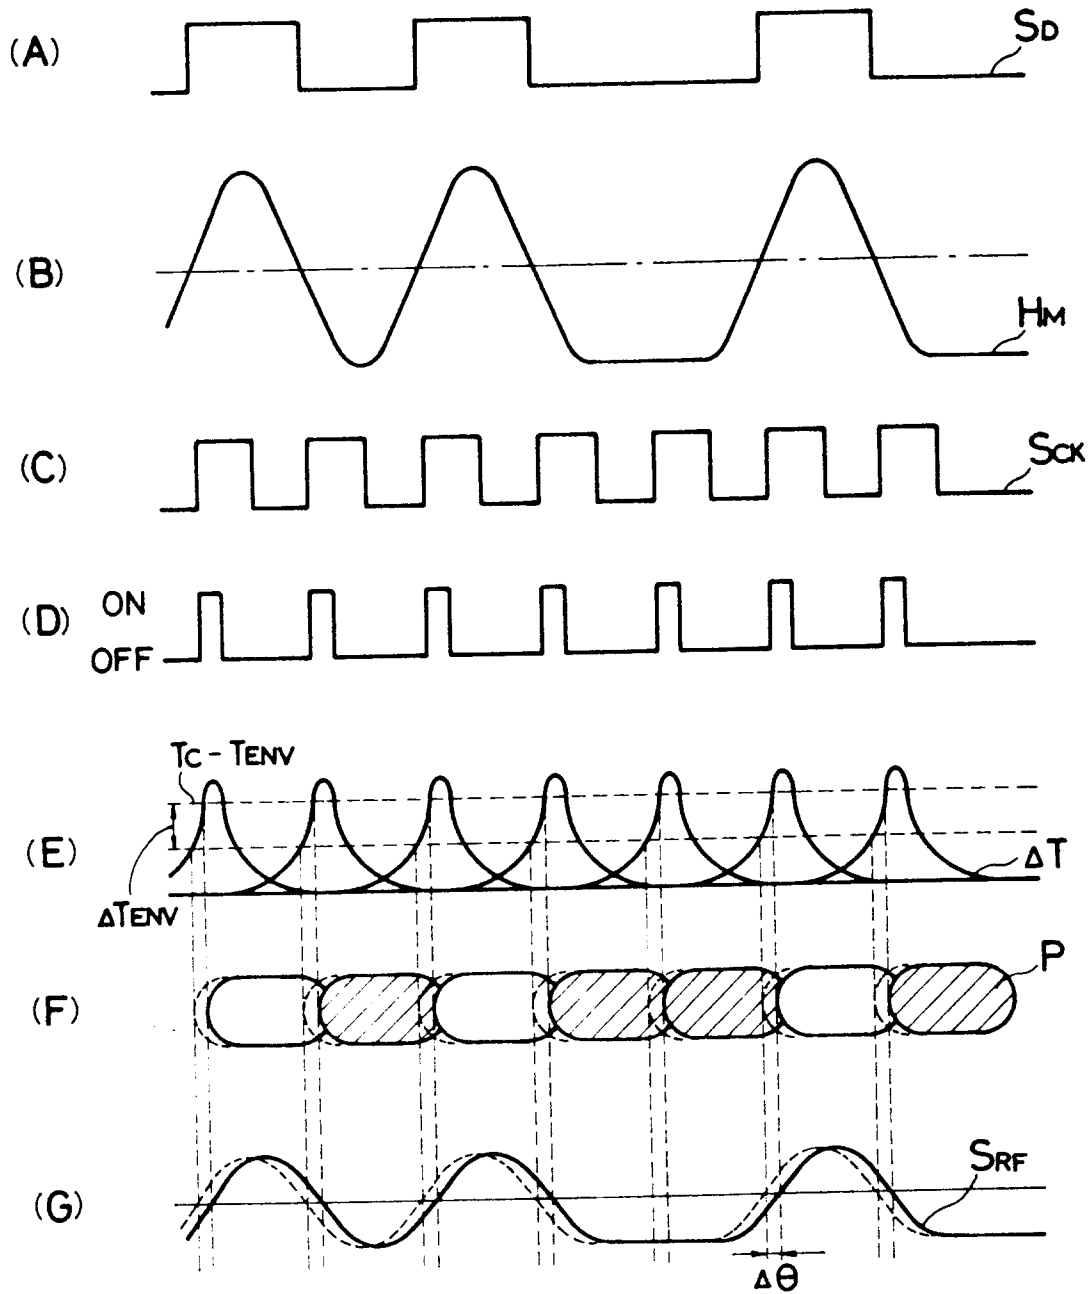 (A) SD
(B) HM
(C) SCK
(D) ON
OFF
TC - TENV
(E) ΔT
ΔTENV
(F) P
(G) SRF
Δθ